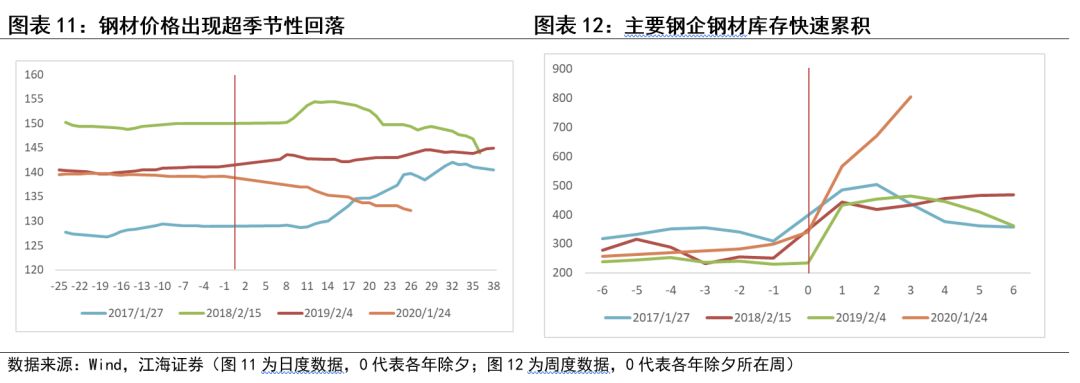 图表 11：钢材价格出现超季节性回落
图表 12：主要钢企钢材库存快速累积
160
155
150
145
140
135
130
125
120
-25 -22 -19 -16 -13 -10 -7 -4 -1 2 5 8 11 14 17 20 23 26 29 32 35 38
2017/1/27 2018/2/15 2019/2/4 2020/1/24
900
800
700
600
500
400
300
200
-6 -5 -4 -3 -2 -1 0 1 2 3 4 5 6
2017/1/27 2018/2/15 2019/2/4 2020/1/24
数据来源：Wind，江海证券（图 11 为日度数据，0 代表各年除夕；图 12 为周度数据，0 代表各年除夕所在周）